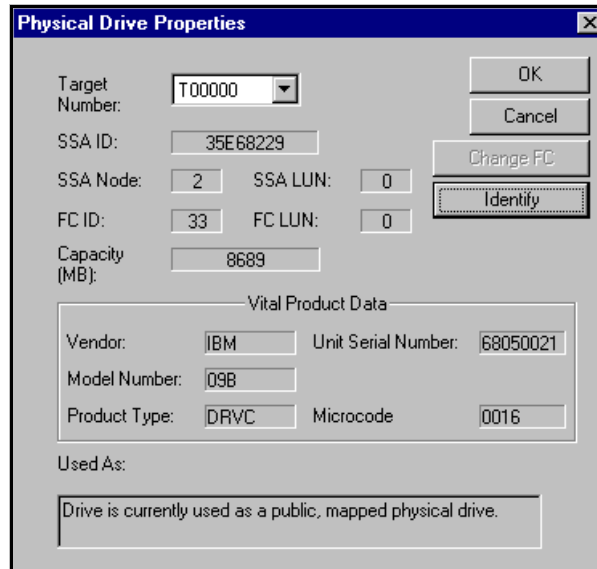 Physical Drive Properties
Target Number: T00000
OK
Cancel
SSA ID: 35E68229
Change FC
SSA Node: 2 SSA LUN: 0
Identify
FC ID: 33 FC LUN: 0
Capacity (MB): 8689
Vital Product Data
Vendor: IBM Unit Serial Number: 68050021
Model Number: 09B
Product Type: DRVC Microcode 0016
Used As:
Drive is currently used as a public, mapped physical drive.